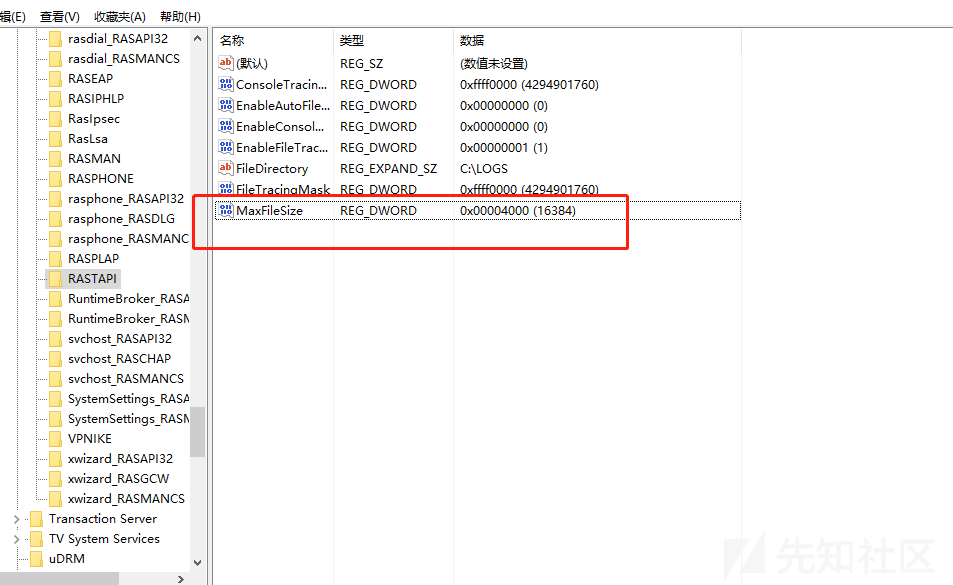 辑(E) 查看(V) 收藏夹(A) 帮助(H)
rasdial_RASAPI32
rasdial_RASMANCS
RASEAP
RASIPHLP
RasIpsec
RasLsa
RASMAN
RASPHONE
rasphone_RASAPI32
rasphone_RASDLG
rasphone_RASMANC
RASPLAP
RASTAPI
RuntimeBroker_RASA
RuntimeBroker_RASM
svchost_RASAPI32
svchost_RASCHAP
svchost_RASMANCS
SystemSettings_RASA
SystemSettings_RASM
VPNIKE
xwizard_RASAPI32
xwizard_RASGCW
xwizard_RASMANCS
Transaction Server
TV System Services
uDRM
名称 类型 数据
(默认) REG_SZ (数值未设置)
ConsoleTracin... REG_DWORD 0xffff0000 (4294901760)
EnableAutoFile... REG_DWORD 0x00000000 (0)
EnableConsol... REG_DWORD 0x00000000 (0)
EnableFileTrac... REG_DWORD 0x00000001 (1)
FileDirectory REG_EXPAND_SZ C:\LOGS
FileTracingMask REG_DWORD 0xffff0000 (4294901760)
MaxFileSize REG_DWORD 0x00004000 (16384)
先知社区